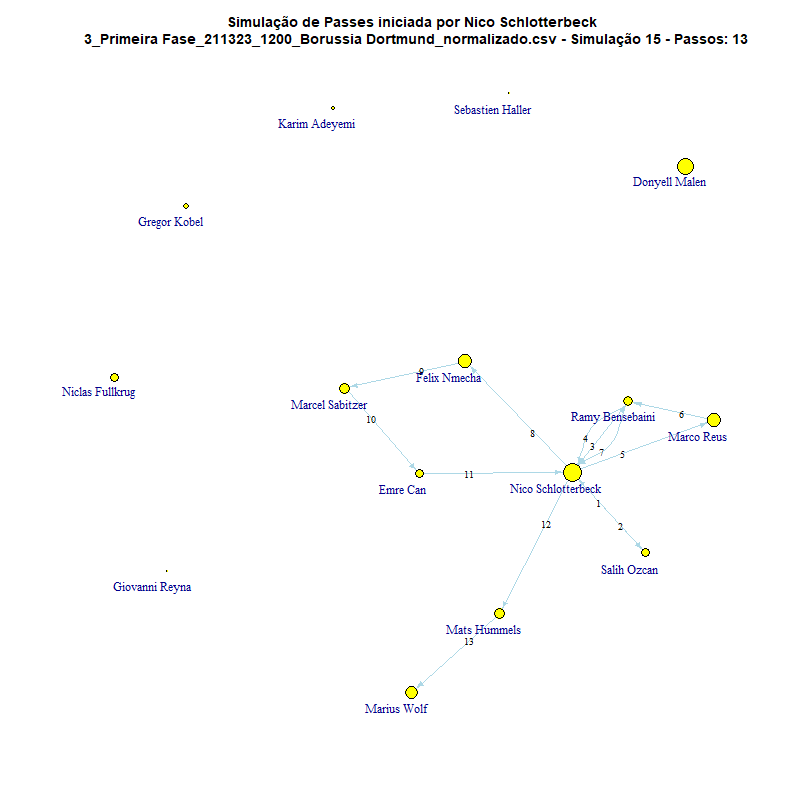 Simulação de Passes iniciada por Nico Schlotterbeck
3_Primeira Fase_211323_1200_Borussia Dortmund_normalizado.csv - Simulação 15 - Passos: 13
Sebastien Haller
Karim Adeyemi
Donyell Malen
Gregor Kobel
9
Felix Nmecha
Niclas Fullkrug
Marcel Sabitzer
6
Ramy Bensebaini
10
8
4
Marco Reus
3
7
5
11
Emre Can
Nico Schlotterbeck
1
12
2
Salih Ozcan
Giovanni Reyna
Mats Hummels
13
Marius Wolf